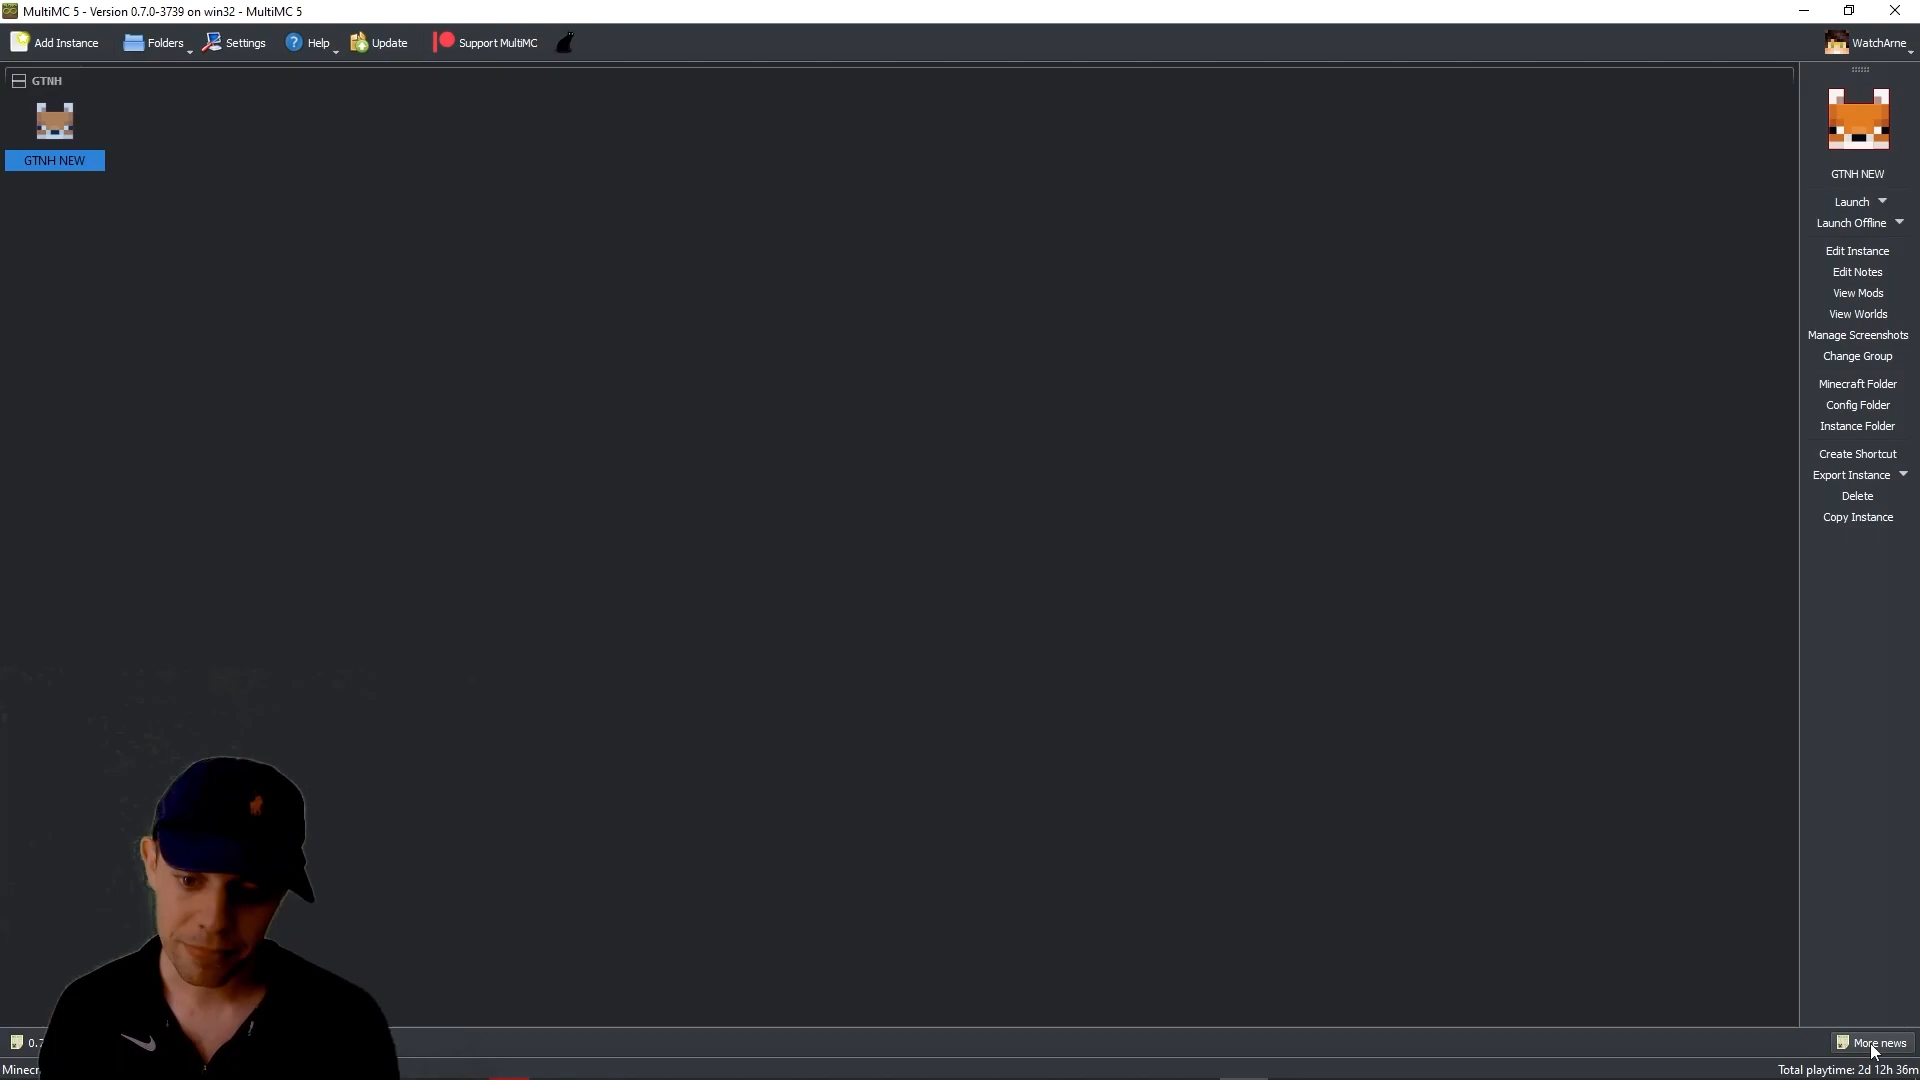 MultiMC 5 - Version 0.7.0-3739 on win32 - MultiMC 5
Add Instance Folders Settings Help Update Support MultiMC WatchArne
GTNH
GTNH NEW
GTNH NEW
Launch
Launch Offline
Edit Instance
Edit Notes
View Mods
View Worlds
Manage Screenshots
Change Group
Minecraft Folder
Config Folder
Instance Folder
Create Shortcut
Export Instance
Delete
Copy Instance
More news
Total playtime: 2d 12h 36m